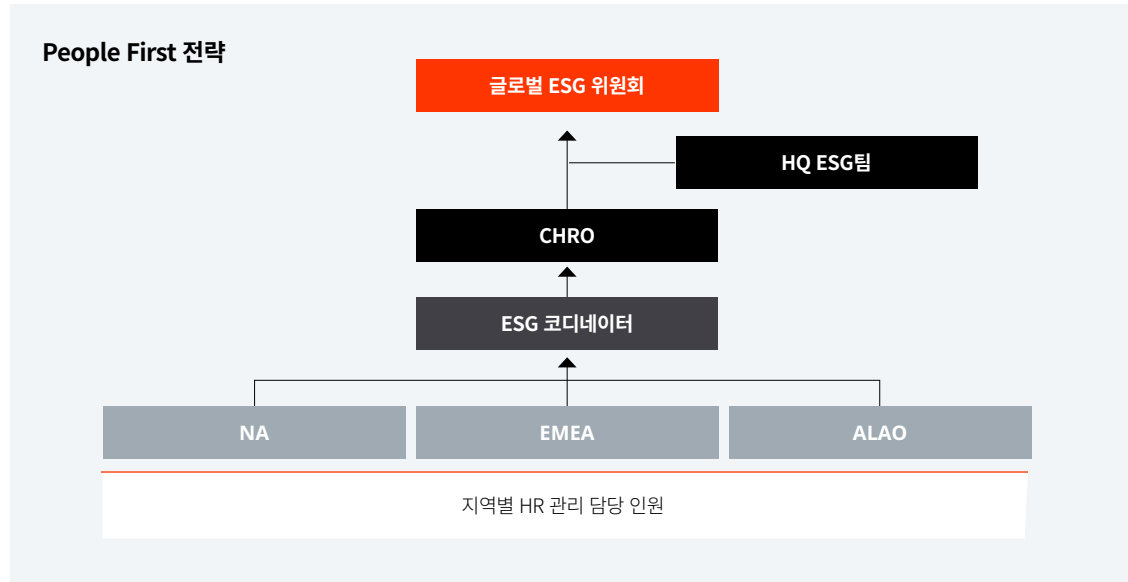 People First 전략
글로벌 ESG 위원회
HQ ESG팀
CHRO
ESG 코디네이터
NA
EMEA
ALAO
지역별 HR 관리 담당 인원